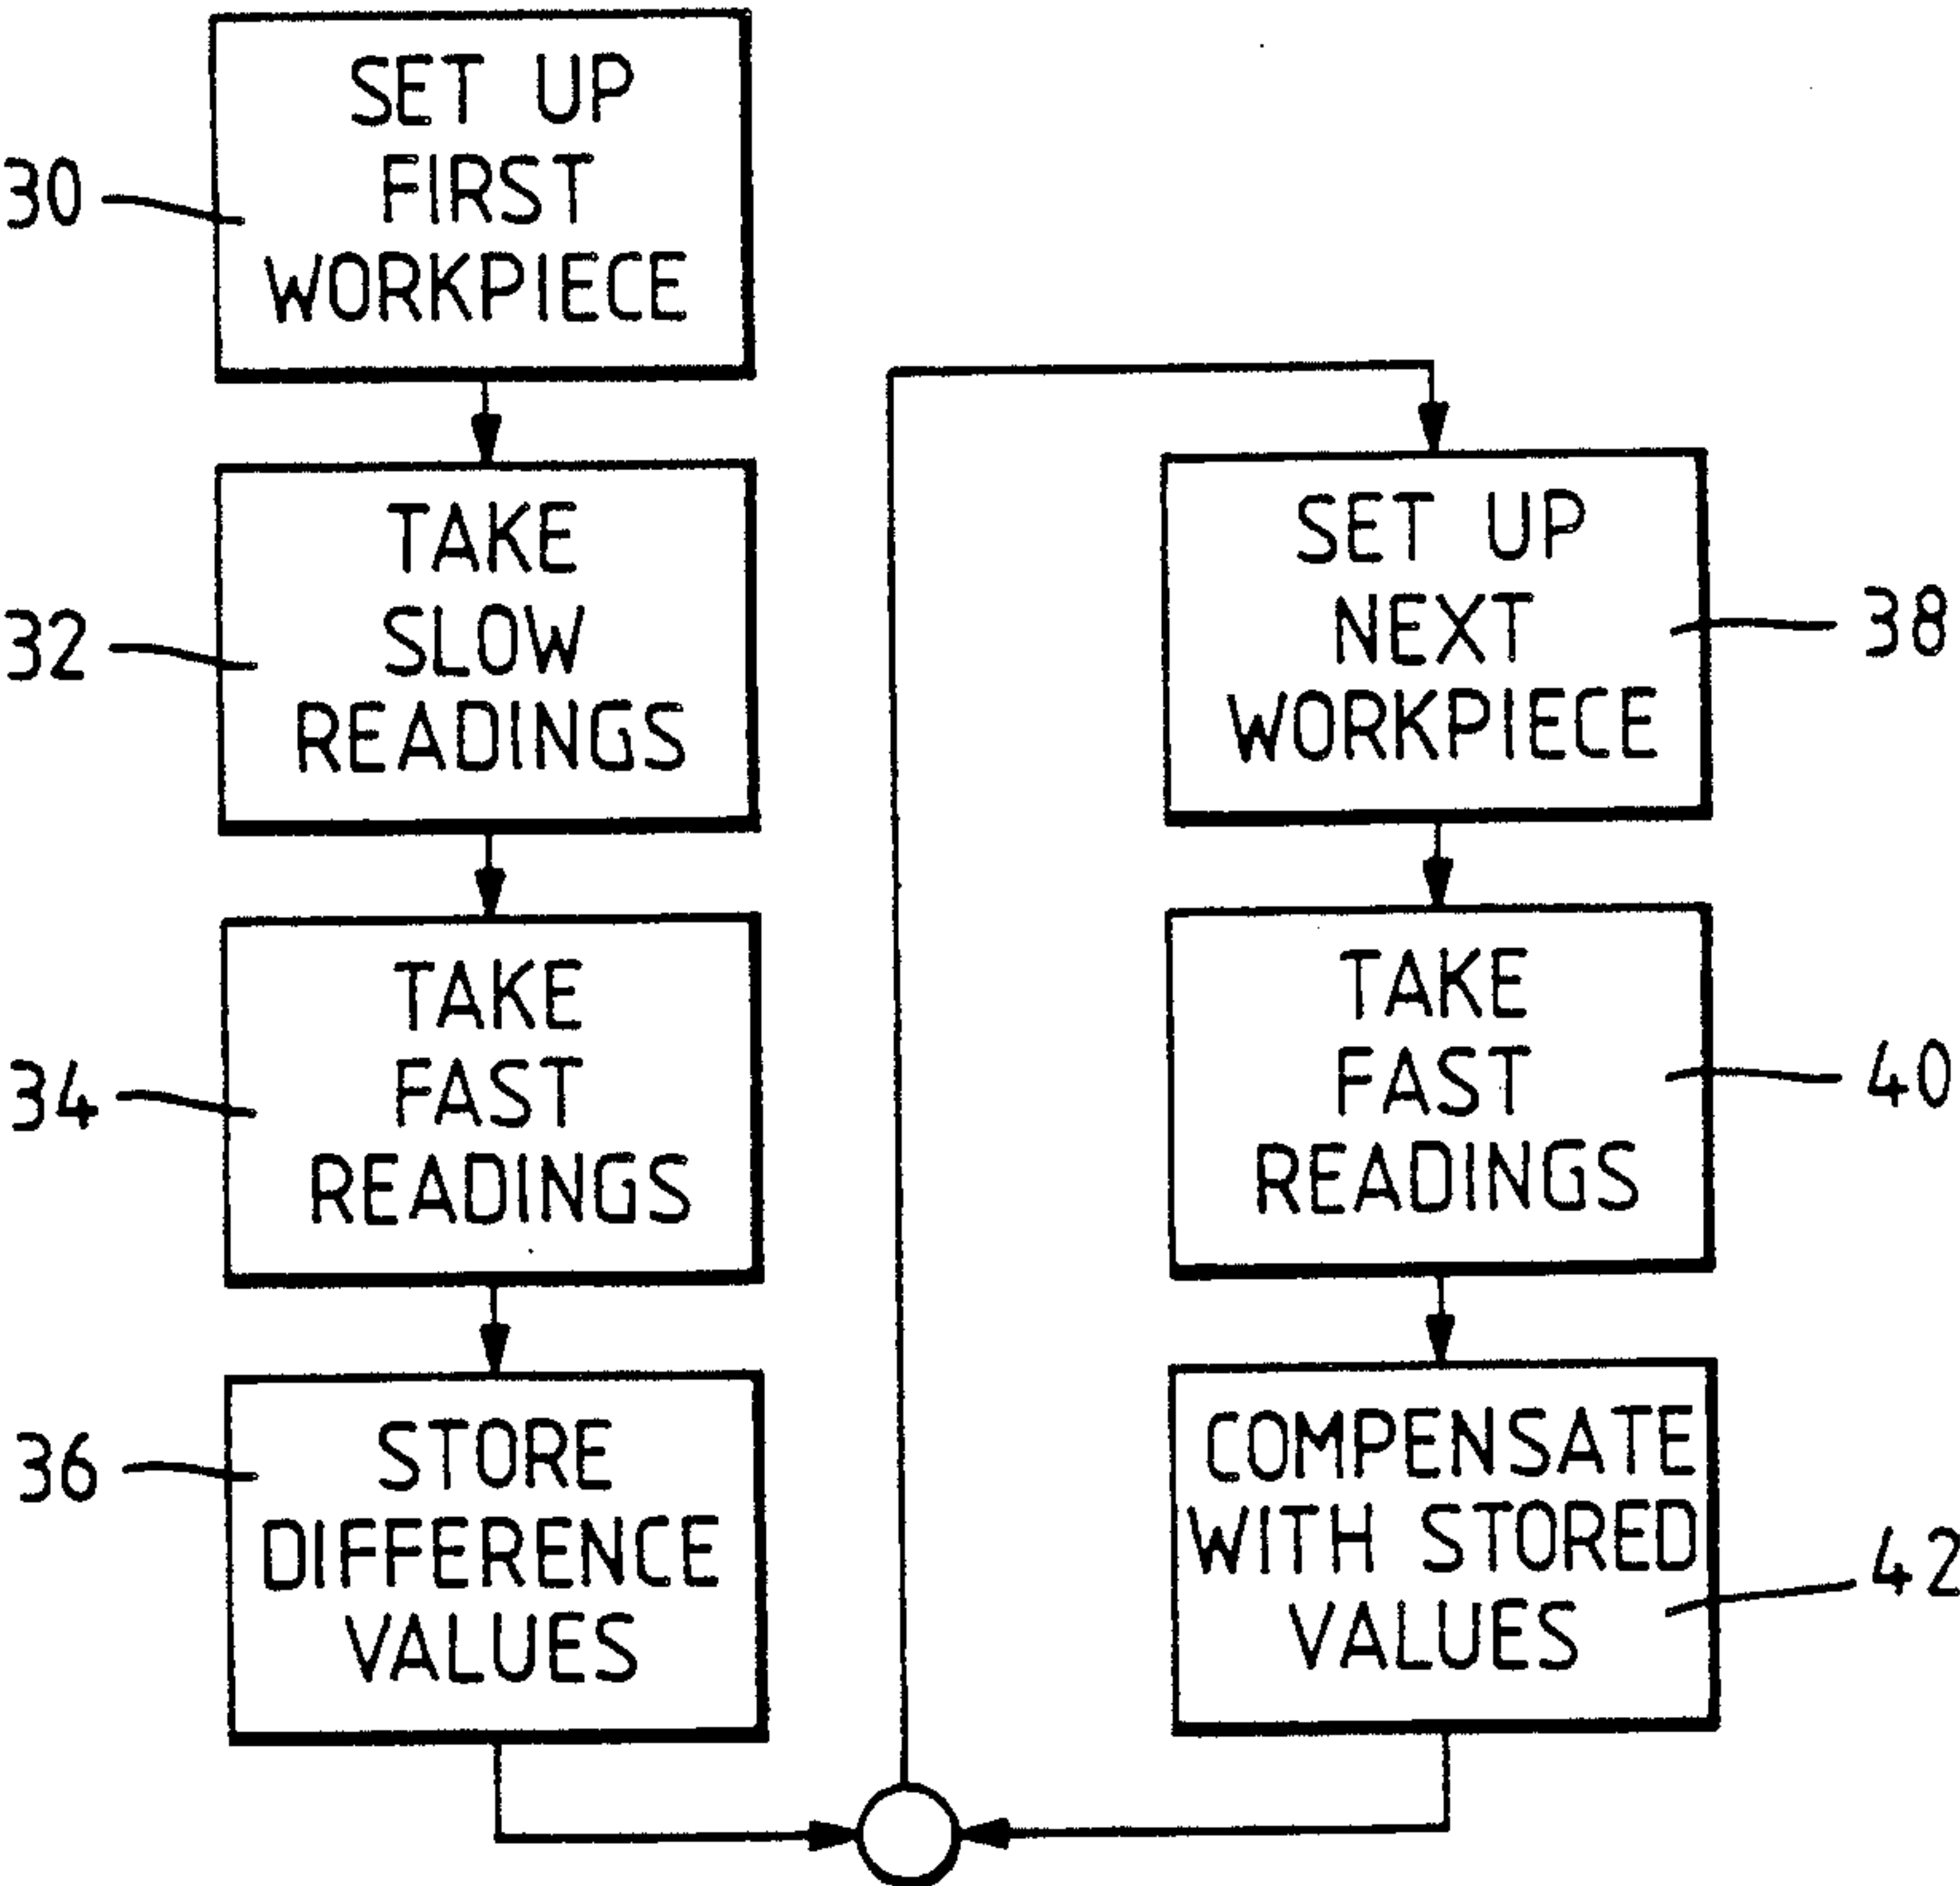 30
SET UP
FIRST
WORKPIECE
32
TAKE
SLOW
READINGS
34
TAKE
FAST
READINGS
36
STORE
DIFFERENCE
VALUES
SET UP
NEXT
WORKPIECE
38
TAKE
FAST
READINGS
40
COMPENSATE
WITH STORED
VALUES
42